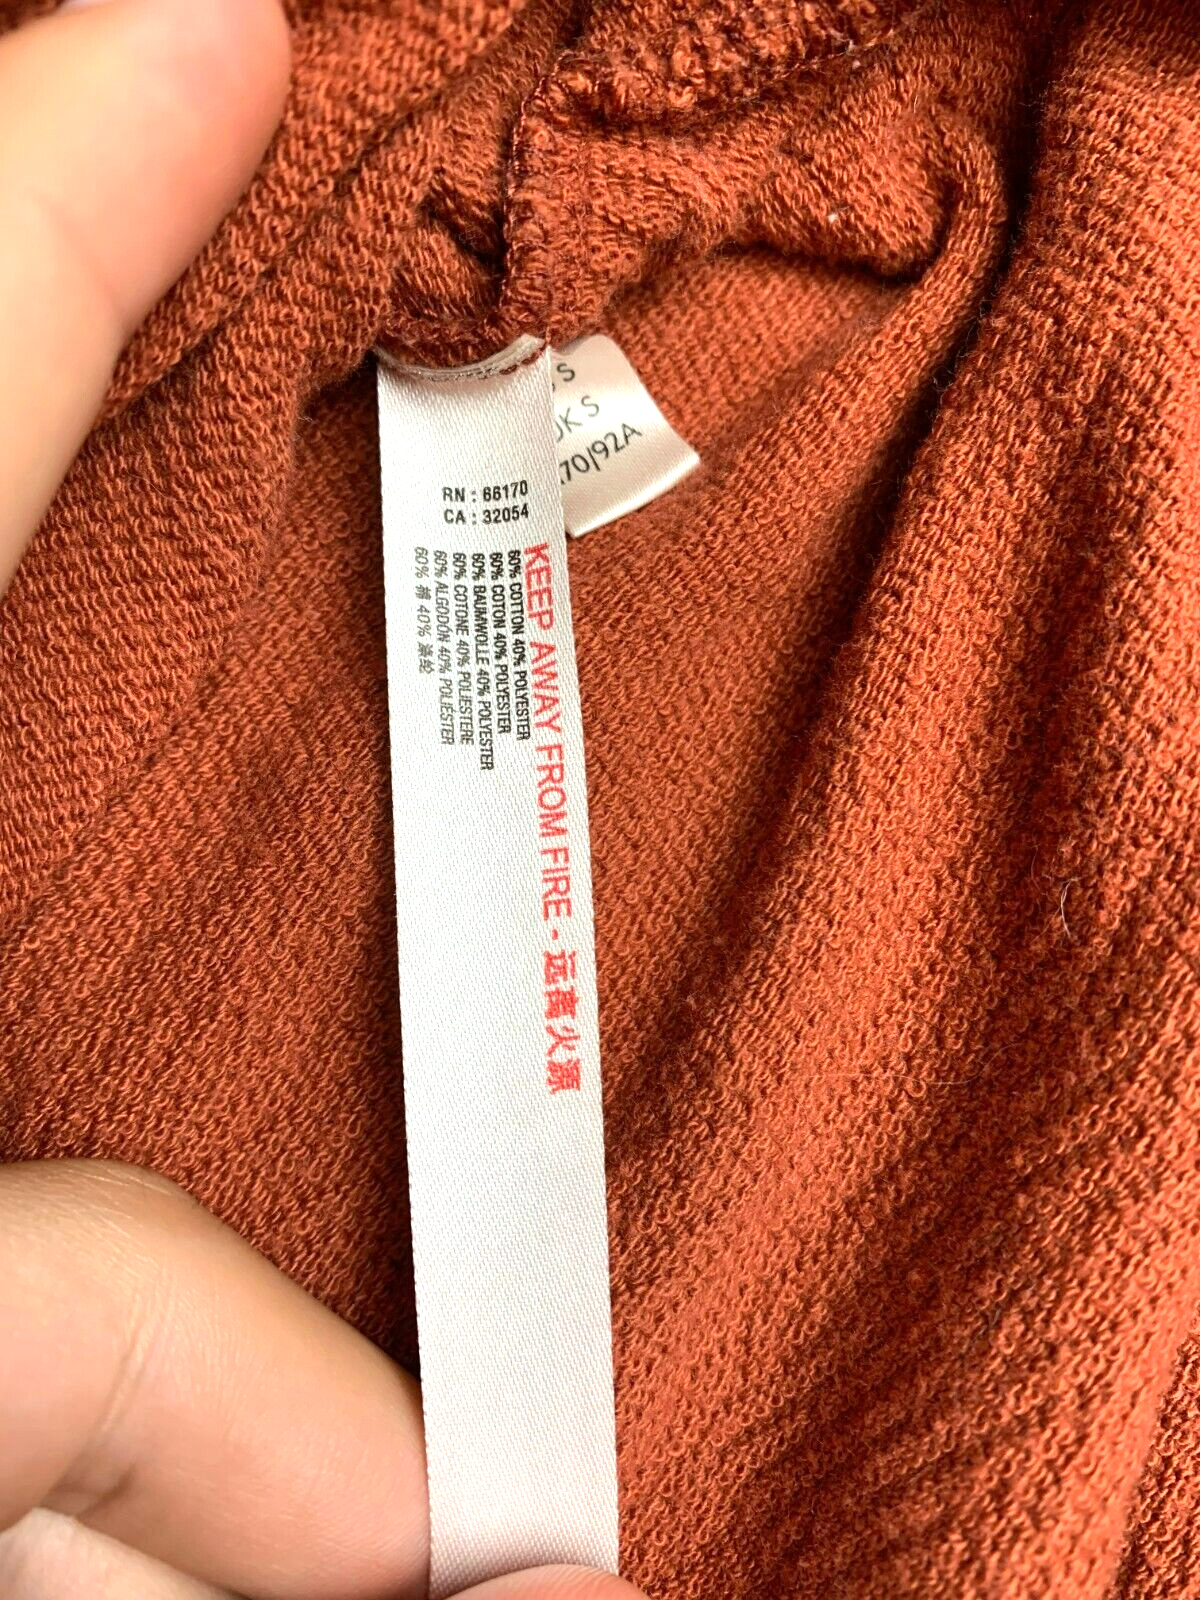 S
UK S
70/92A
RN : 66170
CA : 32054
KEEP AWAY FROM FIRE - 远离火源
60% COTTON 40% POLYESTER
60% COTON 40% POLYESTER
60% BAUMWOLLE 40% POLYESTER
60% COTONE 40% POLIESTERE
60% ALGODÓN 40% POLIÉSTER
60% 棉 40% 涤纶